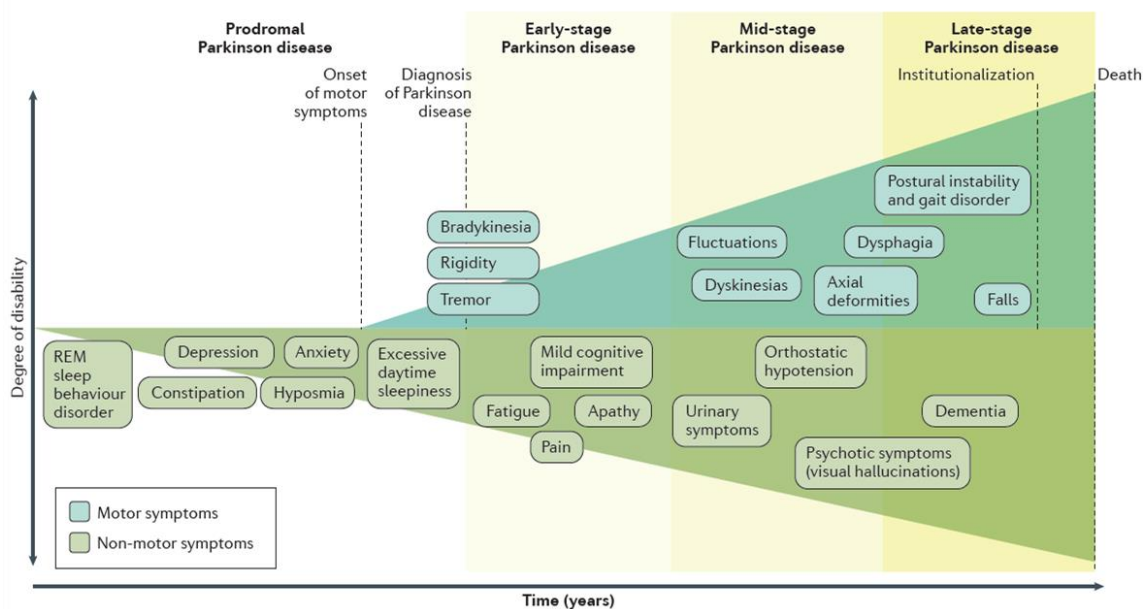 Prodromal
Parkinson disease
Early-stage
Parkinson disease
Mid-stage
Parkinson disease
Late-stage
Parkinson disease
Onset
of motor
symptoms
Diagnosis
of Parkinson
disease
Institutionalization
Death
Degree of disability
Postural instability
and gait disorder
Bradykinesia
Rigidity
Tremor
Fluctuations
Dysphagia
Dyskinesias
Axial
deformities
Falls
REM
sleep
behaviour
disorder
Depression
Anxiety
Constipation
Hyposmia
Excessive
daytime
sleepiness
Mild cognitive
impairment
Orthostatic
hypotension
Fatigue
Apathy
Pain
Urinary
symptoms
Dementia
Psychotic symptoms
(visual hallucinations)
Motor symptoms
Non-motor symptoms
Time (years)